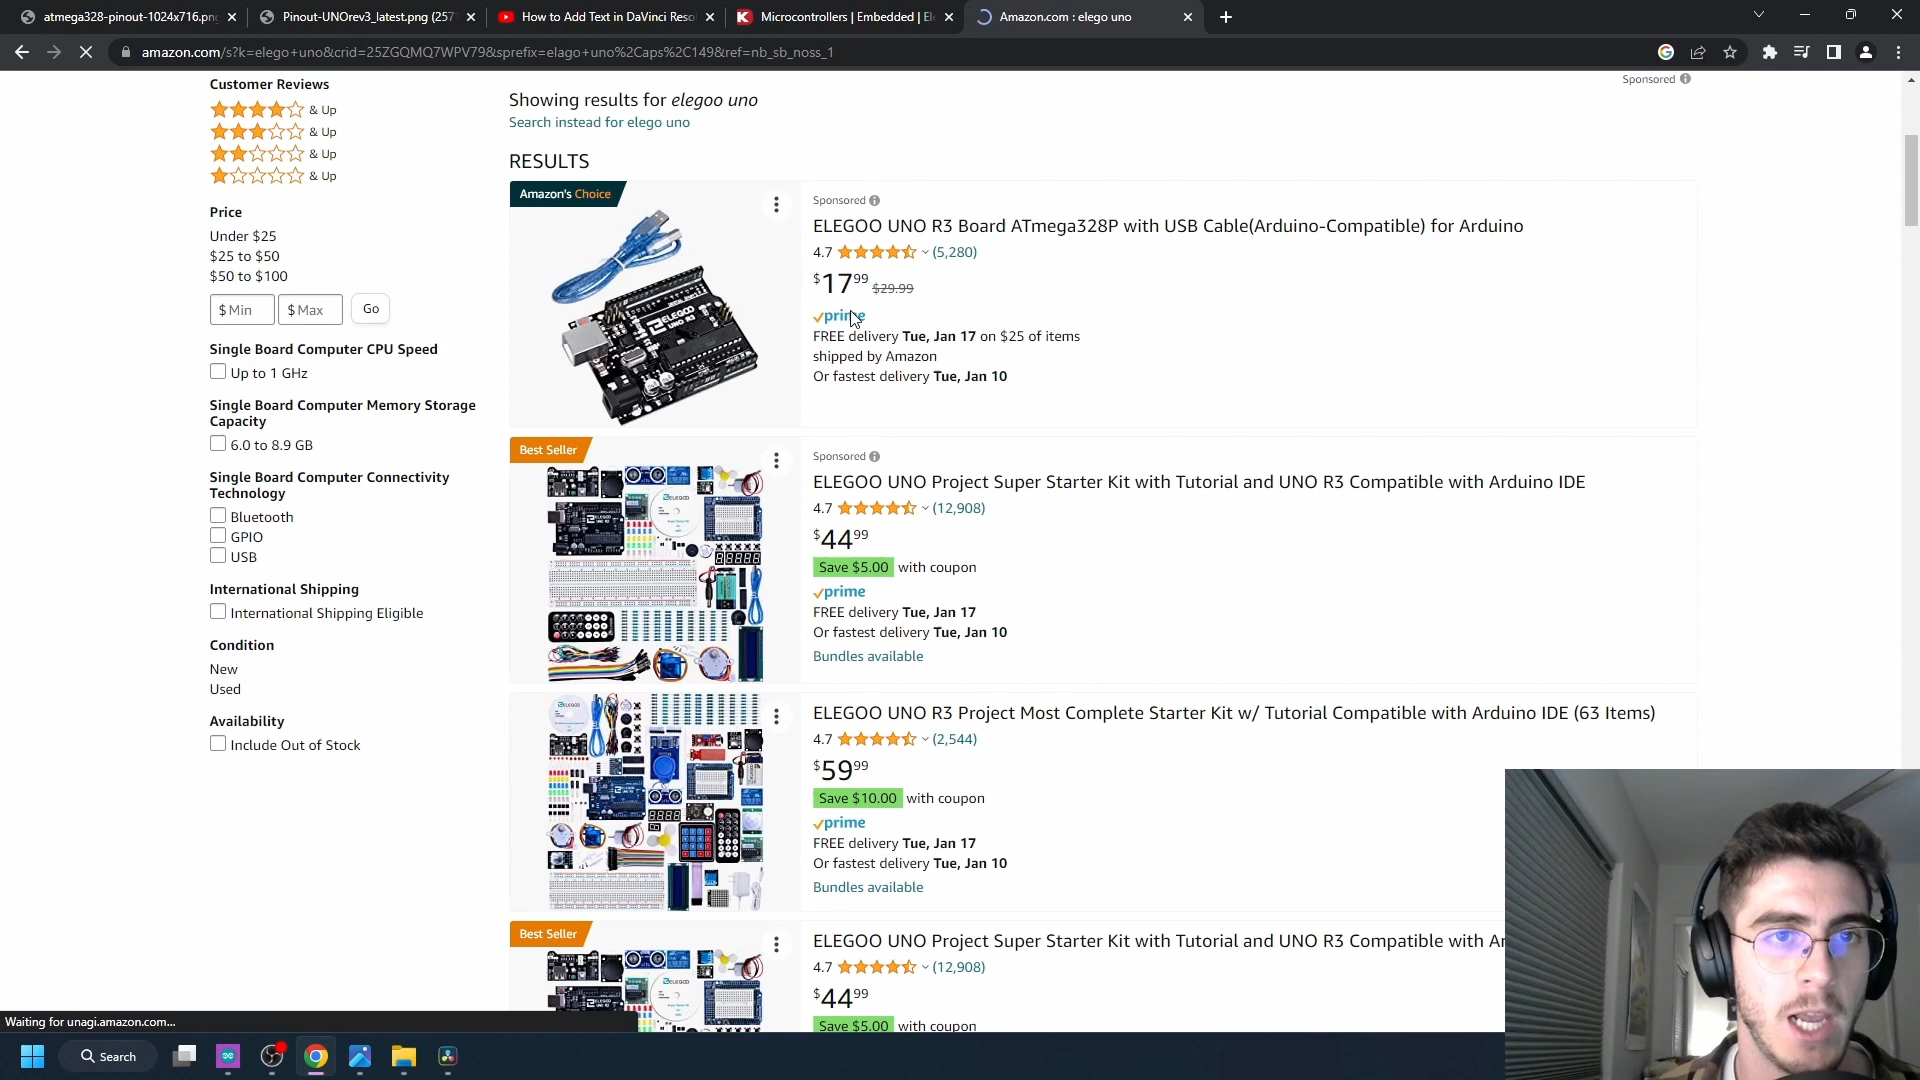 atmega328-pinout-1024x716.png
Pinout-UNOrev3_latest.png (257
How to Add Text in DaVinci Reso
Microcontrollers | Embedded | El
Amazon.com : elego uno
amazon.com/s?k=elego+uno&crid=25ZGQMQ7WPV79&sprefix=elago+uno%2Caps%2C149&ref=nb_sb_noss_1
Customer Reviews
& Up
& Up
& Up
& Up
Price
Under $25
$25 to $50
$50 to $100
$ Min
$ Max
Go
Single Board Computer CPU Speed
Up to 1 GHz
Single Board Computer Memory Storage
Capacity
6.0 to 8.9 GB
Single Board Computer Connectivity
Technology
Bluetooth
GPIO
USB
International Shipping
International Shipping Eligible
Condition
New
Used
Availability
Include Out of Stock
Sponsored
Showing results for elegoo uno
Search instead for elego uno
RESULTS
Amazon's Choice
ELEGOO
UNO R3
Sponsored
ELEGOO UNO R3 Board ATmega328P with USB Cable(Arduino-Compatible) for Arduino
4.7 (5,280)
$17 99 $29.99
prime
FREE delivery Tue, Jan 17 on $25 of items
shipped by Amazon
Or fastest delivery Tue, Jan 10
Best Seller
Sponsored
ELEGOO UNO Project Super Starter Kit with Tutorial and UNO R3 Compatible with Arduino IDE
4.7 (12,908)
$44 99
Save $5.00 with coupon
prime
FREE delivery Tue, Jan 17
Or fastest delivery Tue, Jan 10
Bundles available
ELEGOO UNO R3 Project Most Complete Starter Kit w/ Tutorial Compatible with Arduino IDE (63 Items)
4.7 (2,544)
$59 99
Save $10.00 with coupon
prime
FREE delivery Tue, Jan 17
Or fastest delivery Tue, Jan 10
Bundles available
Best Seller
ELEGOO UNO Project Super Starter Kit with Tutorial and UNO R3 Compatible with Ar
4.7 (12,908)
$44 99
Save $5.00 with coupon
Waiting for unagi.amazon.com...
Search